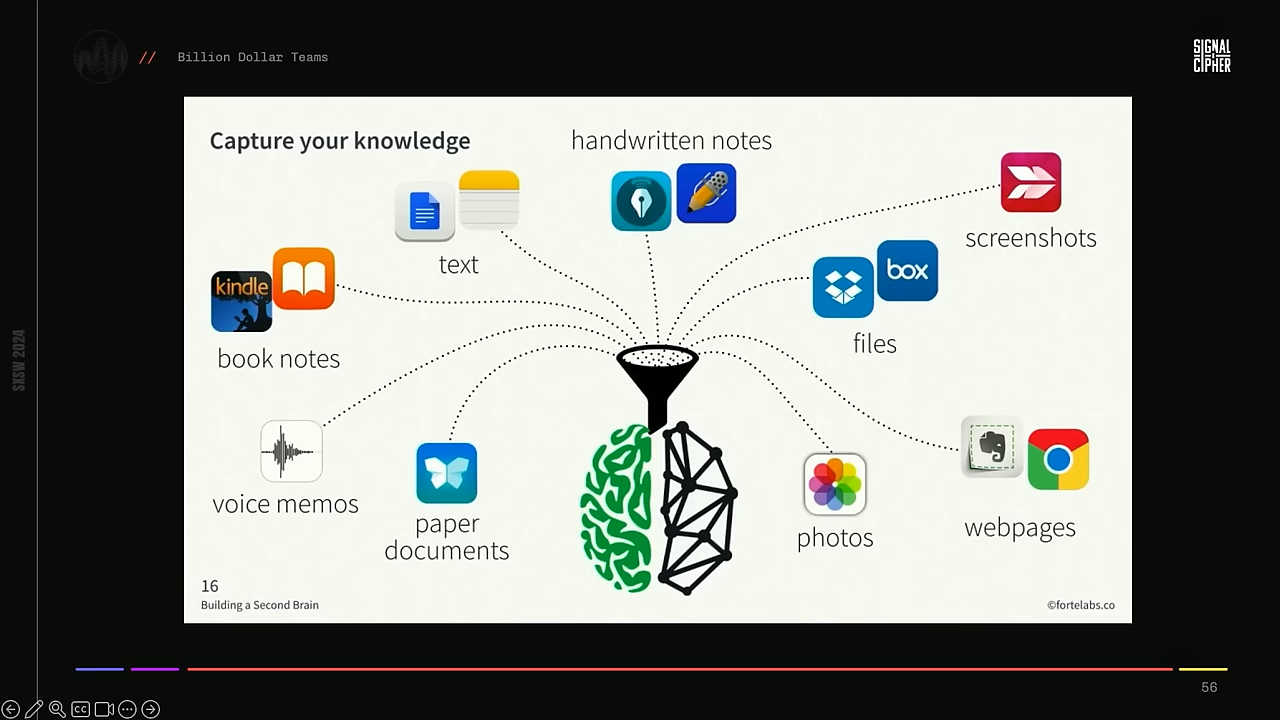 // Billion Dollar Teams
SIGNAL
CIPHER
SXSW 2024
Capture your knowledge
handwritten notes
text
screenshots
kindle
book notes
box
files
voice memos
paper
documents
photos
webpages
16
Building a Second Brain
©fortelabs.co
56
CC